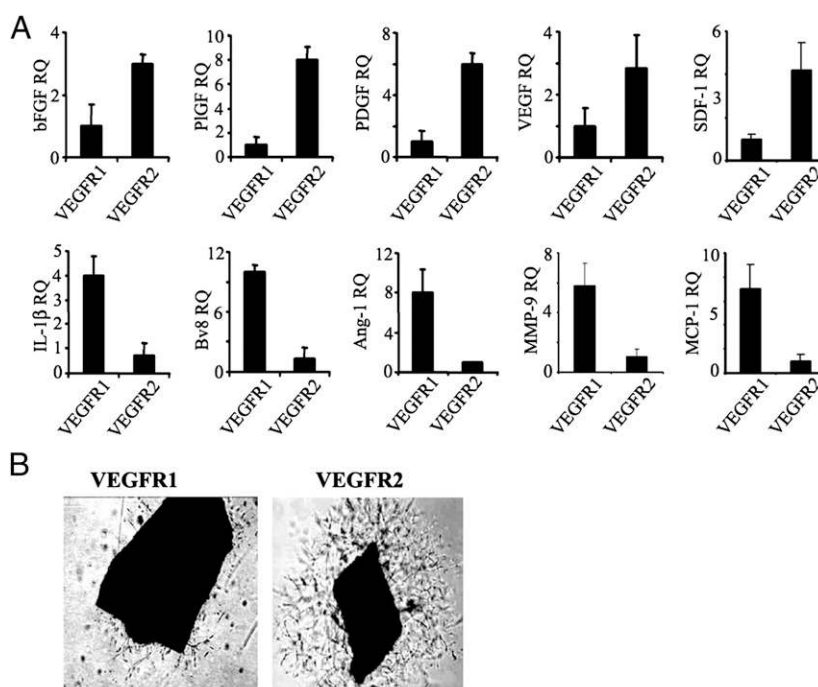 A
bFGF RQ
4
2
0
VEGFR1
VEGFR2
PlGF RQ
10
8
6
4
2
0
VEGFR1
VEGFR2
PDGF RQ
8
4
0
VEGFR1
VEGFR2
VEGF RQ
4
2
0
VEGFR1
VEGFR2
SDF-1 RQ
6
3
0
VEGFR1
VEGFR2
IL-1β RQ
5
4
3
2
1
0
VEGFR1
VEGFR2
Bv8 RQ
12
6
0
VEGFR1
VEGFR2
Ang-1 RQ
12
8
4
0
VEGFR1
VEGFR2
MMP-9 RQ
8
4
0
VEGFR1
VEGFR2
MCP-1 RQ
10
5
0
VEGFR1
VEGFR2
B
VEGFR1
VEGFR2